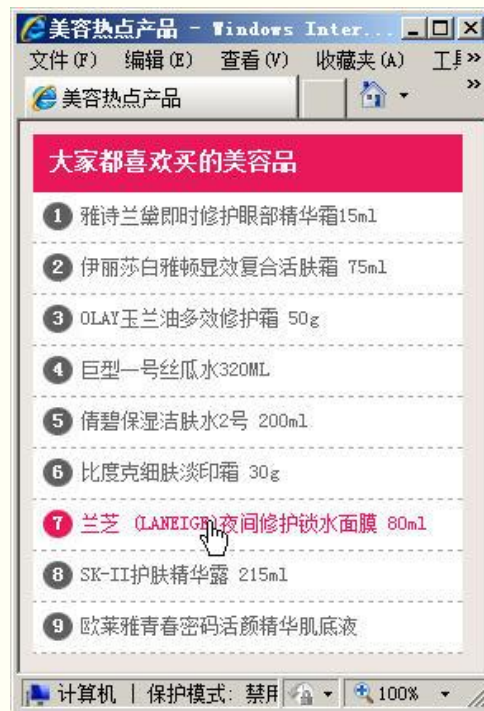 美容热点产品 - Windows Inter...
文件(F) 编辑(E) 查看(V) 收藏夹(A) 工具 »
美容热点产品 »
大家都喜欢买的美容品
1 雅诗兰黛即时修护眼部精华霜15ml
2 伊丽莎白雅顿显效复合活肤霜 75ml
3 OLAY玉兰油多效修护霜 50g
4 巨型一号丝瓜水320ML
5 倩碧保湿洁肤水2号 200ml
6 比度克细肤淡印霜 30g
7 兰芝 (LANEIGE)夜间修护锁水面膜 80ml
8 SK-II护肤精华露 215ml
9 欧莱雅青春密码活颜精华肌底液
计算机 | 保护模式: 禁用 100%